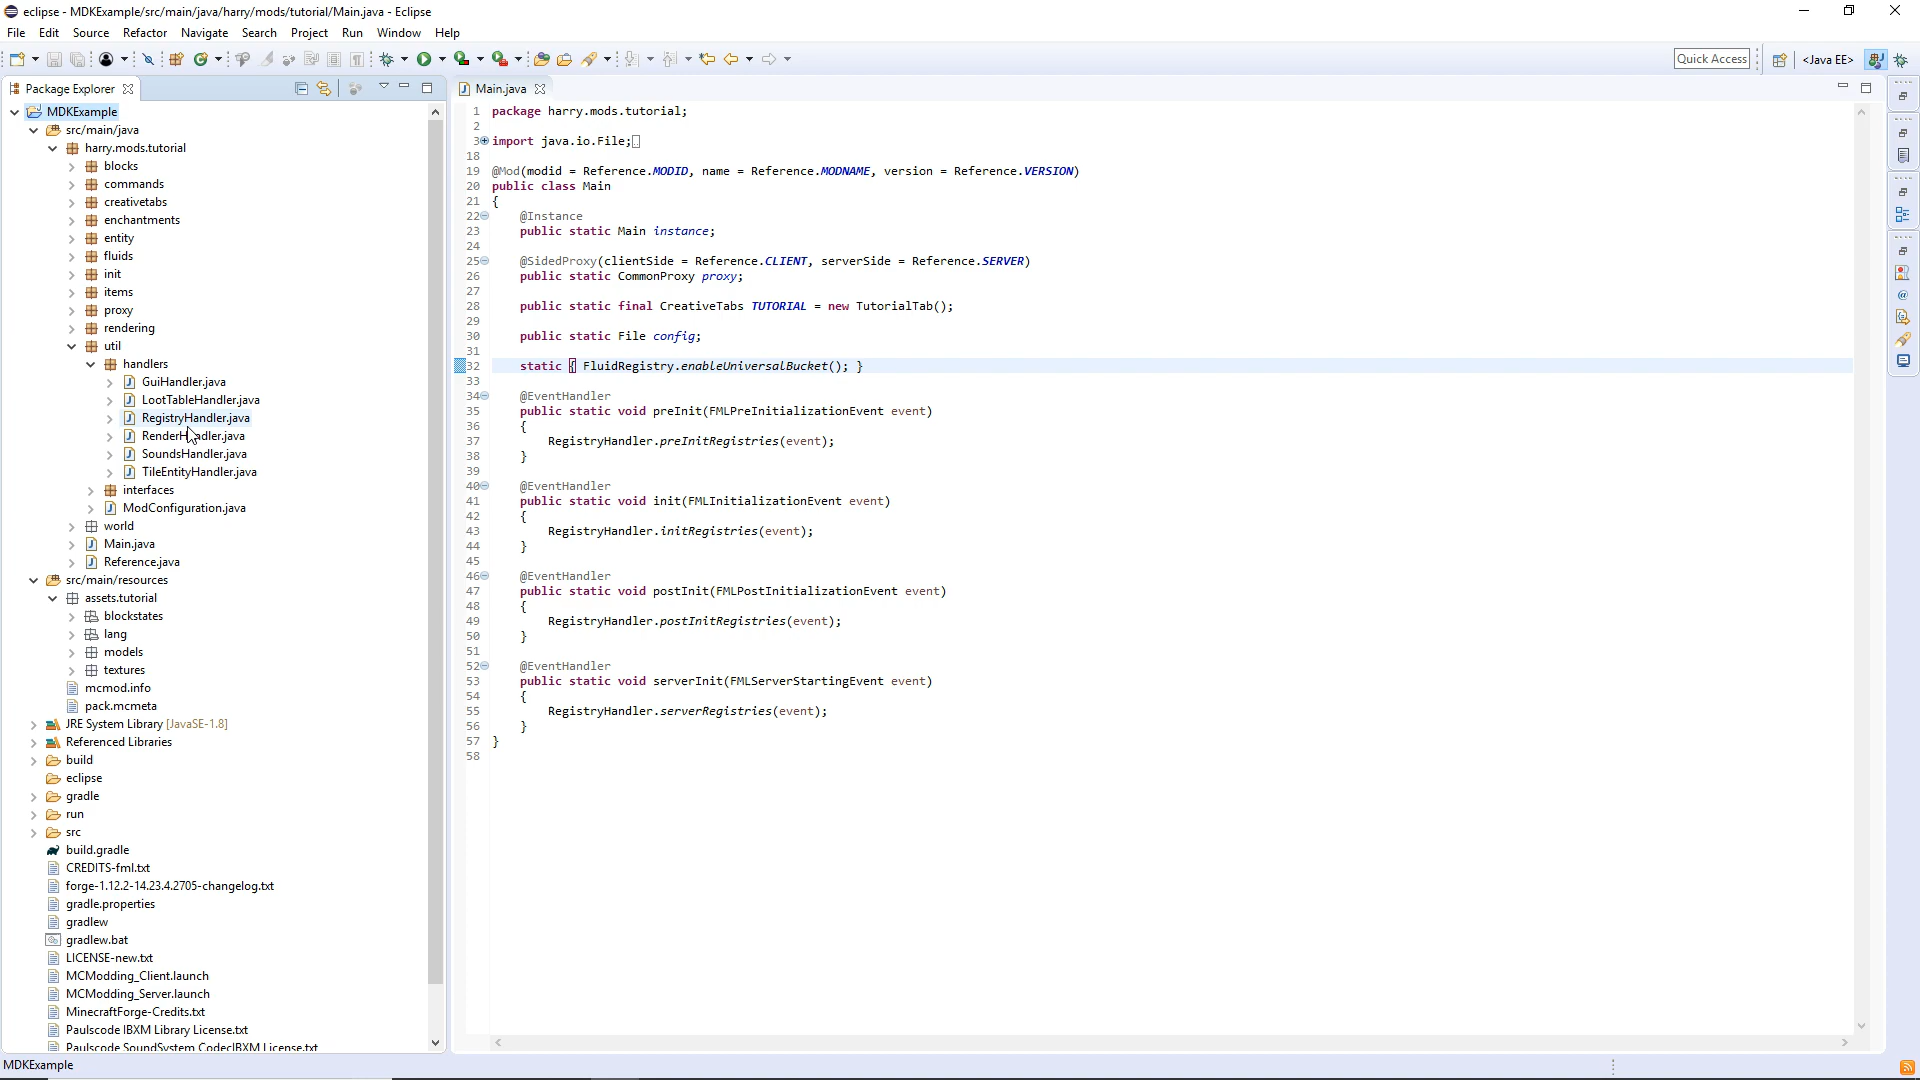 eclipse - MDKExample/src/main/java/harry/mods/tutorial/Main.java - Eclipse
File Edit Source Refactor Navigate Search Project Run Window Help
Quick Access
<Java EE>
Package Explorer
MDKExample
src/main/java
harry.mods.tutorial
blocks
commands
creativetabs
enchantments
entity
fluids
init
items
proxy
rendering
util
handlers
GuiHandler.java
LootTableHandler.java
RegistryHandler.java
RenderHandler.java
SoundsHandler.java
TileEntityHandler.java
interfaces
ModConfiguration.java
world
Main.java
Reference.java
src/main/resources
assets.tutorial
blockstates
lang
models
textures
mcmod.info
pack.mcmeta
JRE System Library [JavaSE-1.8]
Referenced Libraries
build
eclipse
gradle
run
src
build.gradle
CREDITS-fml.txt
forge-1.12.2-14.23.4.2705-changelog.txt
gradle.properties
gradlew
gradlew.bat
LICENSE-new.txt
MCModding_Client.launch
MCModding_Server.launch
MinecraftForge-Credits.txt
Paulscode IBXM Library License.txt
Paulscode SoundSystem CodecIBXM License.txt
Main.java
1 package harry.mods.tutorial;
2
3 import java.io.File;
18
19 @Mod(modid = Reference.MODID, name = Reference.MODNAME, version = Reference.VERSION)
20 public class Main
21 {
22 @Instance
23 public static Main instance;
24
25 @SidedProxy(clientSide = Reference.CLIENT, serverSide = Reference.SERVER)
26 public static CommonProxy proxy;
27
28 public static final CreativeTabs TUTORIAL = new TutorialTab();
29
30 public static File config;
31
32 static { FluidRegistry.enableUniversalBucket(); }
33
34 @EventHandler
35 public static void preInit(FMLPreInitializationEvent event)
36 {
37 RegistryHandler.preInitRegistries(event);
38 }
39
40 @EventHandler
41 public static void init(FMLInitializationEvent event)
42 {
43 RegistryHandler.initRegistries(event);
44 }
45
46 @EventHandler
47 public static void postInit(FMLPostInitializationEvent event)
48 {
49 RegistryHandler.postInitRegistries(event);
50 }
51
52 @EventHandler
53 public static void serverInit(FMLServerStartingEvent event)
54 {
55 RegistryHandler.serverRegistries(event);
56 }
57 }
58
MDKExample